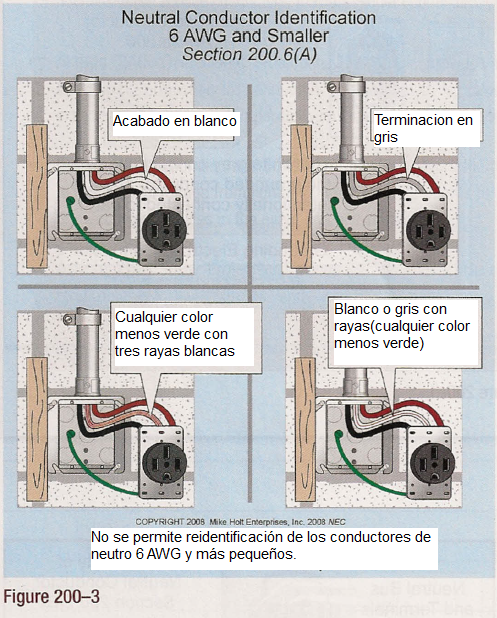 Neutral Conductor Identification
6 AWG and Smaller
Section 200.6(A)
Acabado en blanco
Terminacion en
gris
Cualquier color
menos verde con
tres rayas blancas
Blanco o gris con
rayas(cualquier color
menos verde)
COPYRIGHT 2008 Mike Holt Enterprises, Inc. 2008 NEC
No se permite reidentificación de los conductores de
neutro 6 AWG y más pequeños.
Figure 200–3